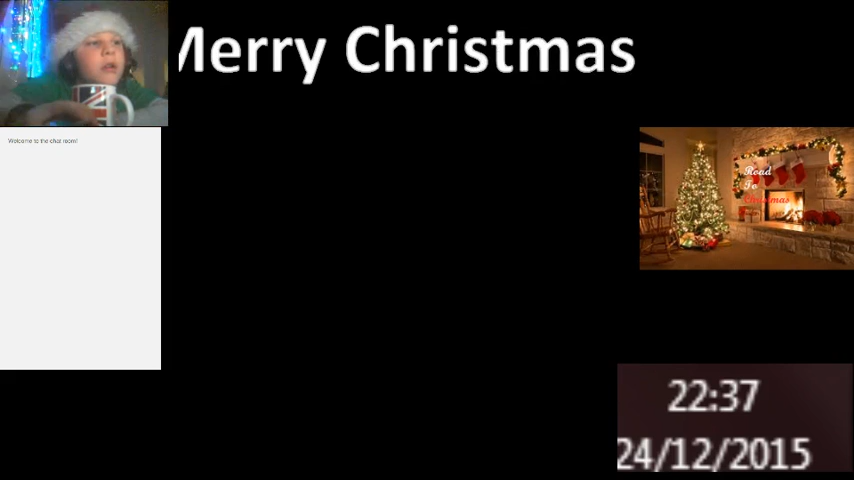 Merry Christmas
Welcome to the chat room!
Road
To
Christmas
22:37
24/12/2015